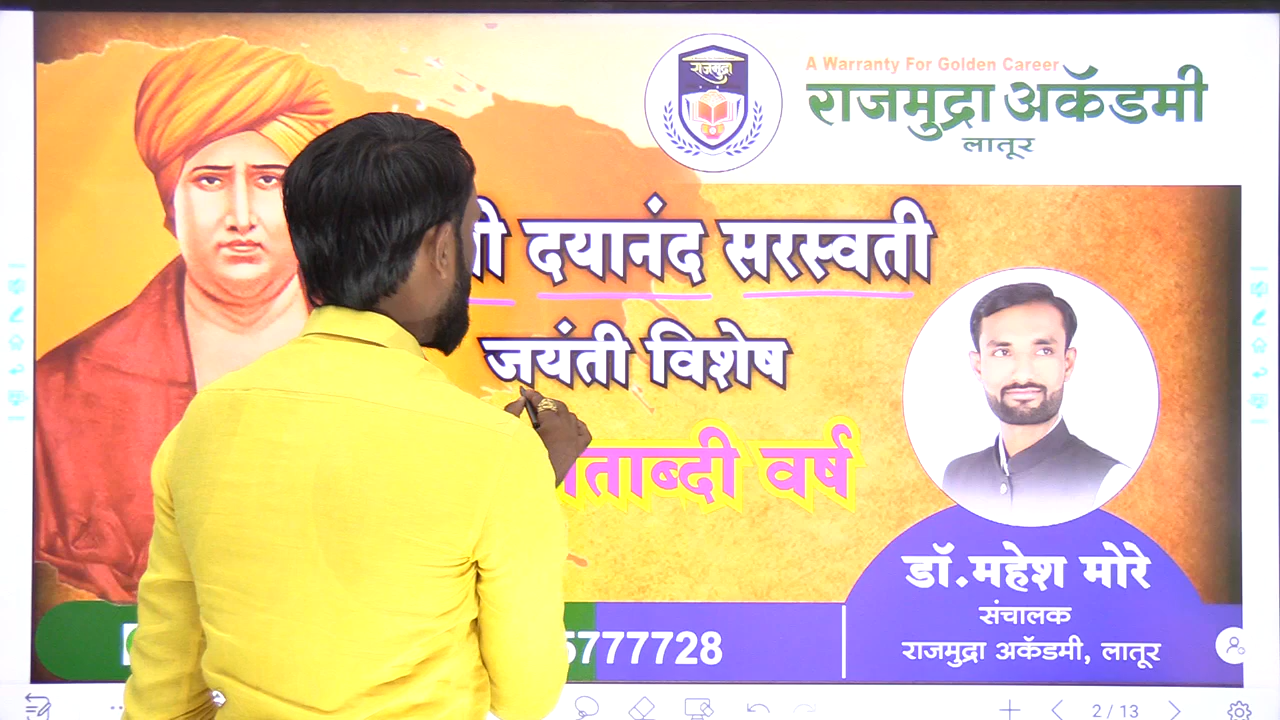 राजमुद्रा
A Warranty For Golden Career
राजमुद्रा अकॅडमी
लातूर
दयानंद सरस्वती
जयंती विशेष
वर्ष
5777728
डॉ.महेश मोरे
संचालक
राजमुद्रा अकॅडमी, लातूर
2 / 13